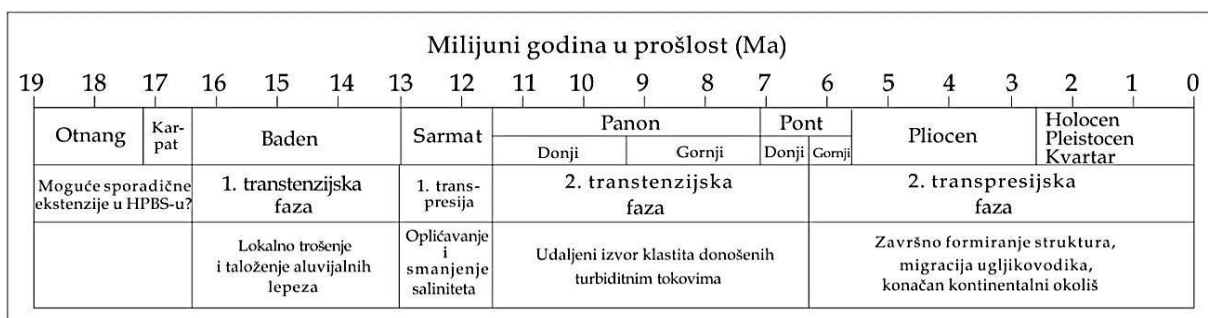 Milijuni godina u prošlost (Ma)
19 18 17 16 15 14 13 12 11 10 9 8 7 6 5 4 3 2 1 0
Otnang
Kar-
pat
Baden
Sarmat
Panon
Donji
Gornji
Pont
Donji
Gornji
Pliocen
Holocen
Pleistocen
Kvartar
Moguće sporadične
ekstenzije u HPBS-u?
1. transtenzijska
faza
1. trans-
presija
2. transtenzijska
faza
2. transpresijska
faza
Lokalno trošenje
i taloženje aluvijalnih
lepeza
Oplićavanje
i
smanjenje
saliniteta
Udaljeni izvor klastita donošenih
turbiditnim tokovima
Završno formiranje struktura,
migracija ugljikovodika,
konačan kontinentalni okoliš